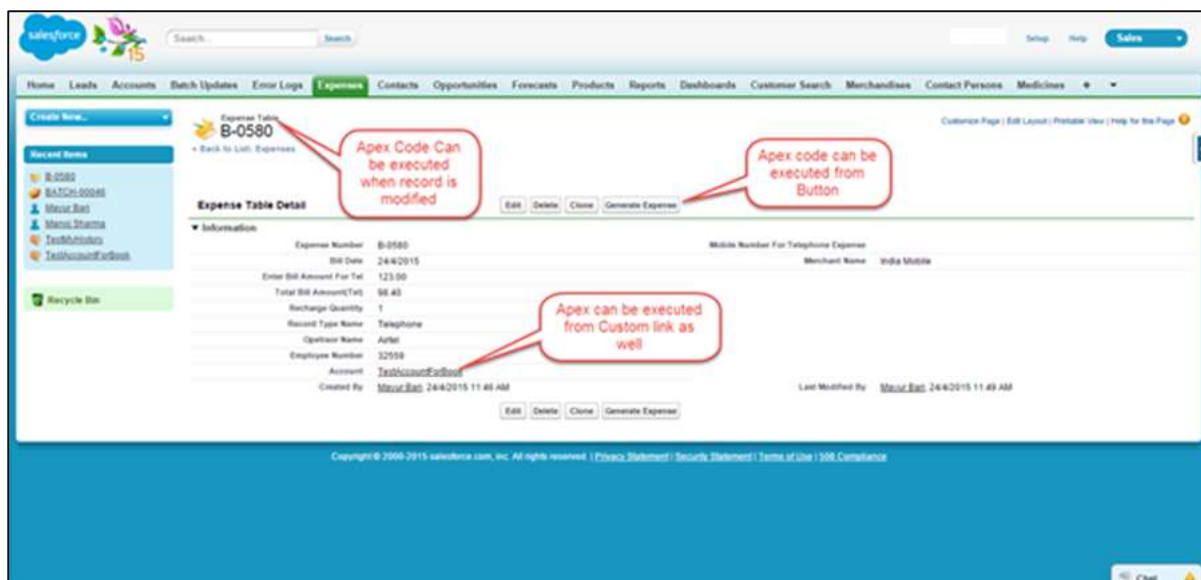 salesforce
15
Search...
Search
Setup
Help
Sales
Home Leads Accounts Batch Updates Error Logs Expenses Contacts Opportunities Forecasts Products Reports Dashboards Customer Search Merchandises Contact Persons Medicines +
Create New...
Recent Items
B-0580
BATCH-00046
Mayur Bari
Manoj Sharma
TestMyHistory
TestAccountForBook
Recycle Bin
Expense Table
B-0580
« Back to List: Expenses
Customize Page | Edit Layout | Printable View | Help for this Page
Apex Code Can
be executed
when record is
modified
Apex code can be
executed from
Button
Expense Table Detail
Edit Delete Clone Generate Expense
Information
Expense Number B-0580
Mobile Number For Telephone Expense
Bill Date 24/4/2015
Merchant Name India Mobile
Enter Bill Amount For Tel 123.00
Total Bill Amount(Tel) 98.40
Recharge Quantity 1
Record Type Name Telephone
Name Airtel
Employee Number 32559
Account TestAccountForBook
Apex can be executed
from Custom link as
well
Created By Mayur Bari, 24/4/2015 11:46 AM
Last Modified By Mayur Bari, 24/4/2015 11:49 AM
Edit Delete Clone Generate Expense
Copyright © 2000-2015 salesforce.com, inc. All rights reserved. | Privacy Statement | Security Statement | Terms of Use | 508 Compliance
Chat